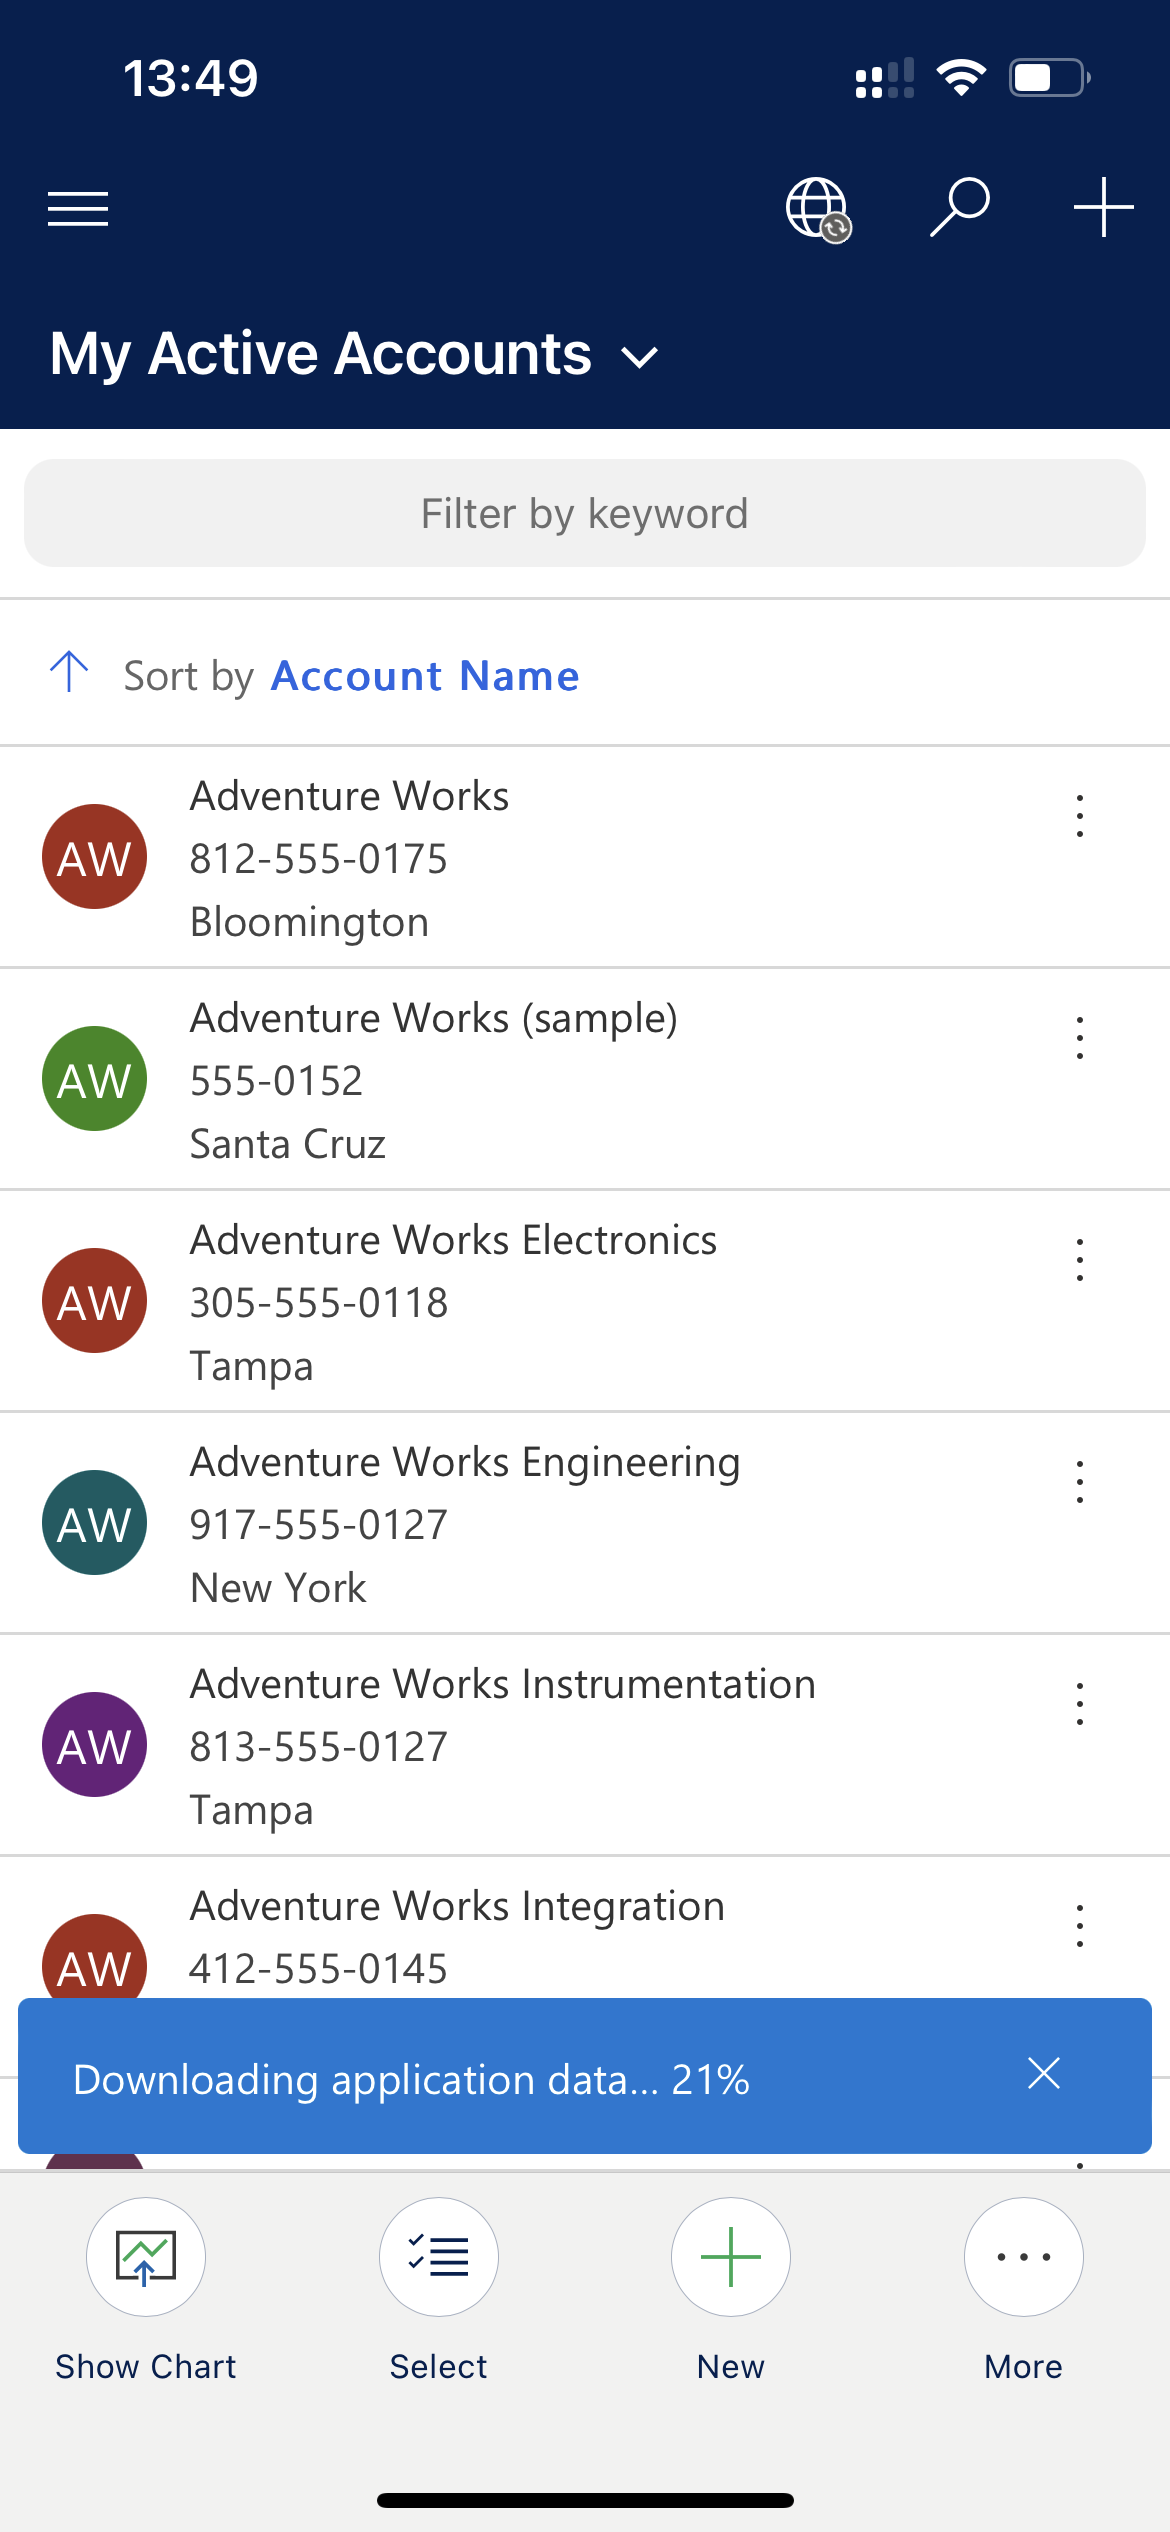 13:49
My Active Accounts
Filter by keyword
Sort by Account Name
Adventure Works
AW
812-555-0175
Bloomington
Adventure Works (sample)
AW
555-0152
Santa Cruz
Adventure Works Electronics
AW
305-555-0118
Tampa
Adventure Works Engineering
AW
917-555-0127
New York
Adventure Works Instrumentation
AW
813-555-0127
Tampa
Adventure Works Integration
AW
412-555-0145
Downloading application data... 21%
Show Chart
Select
New
More